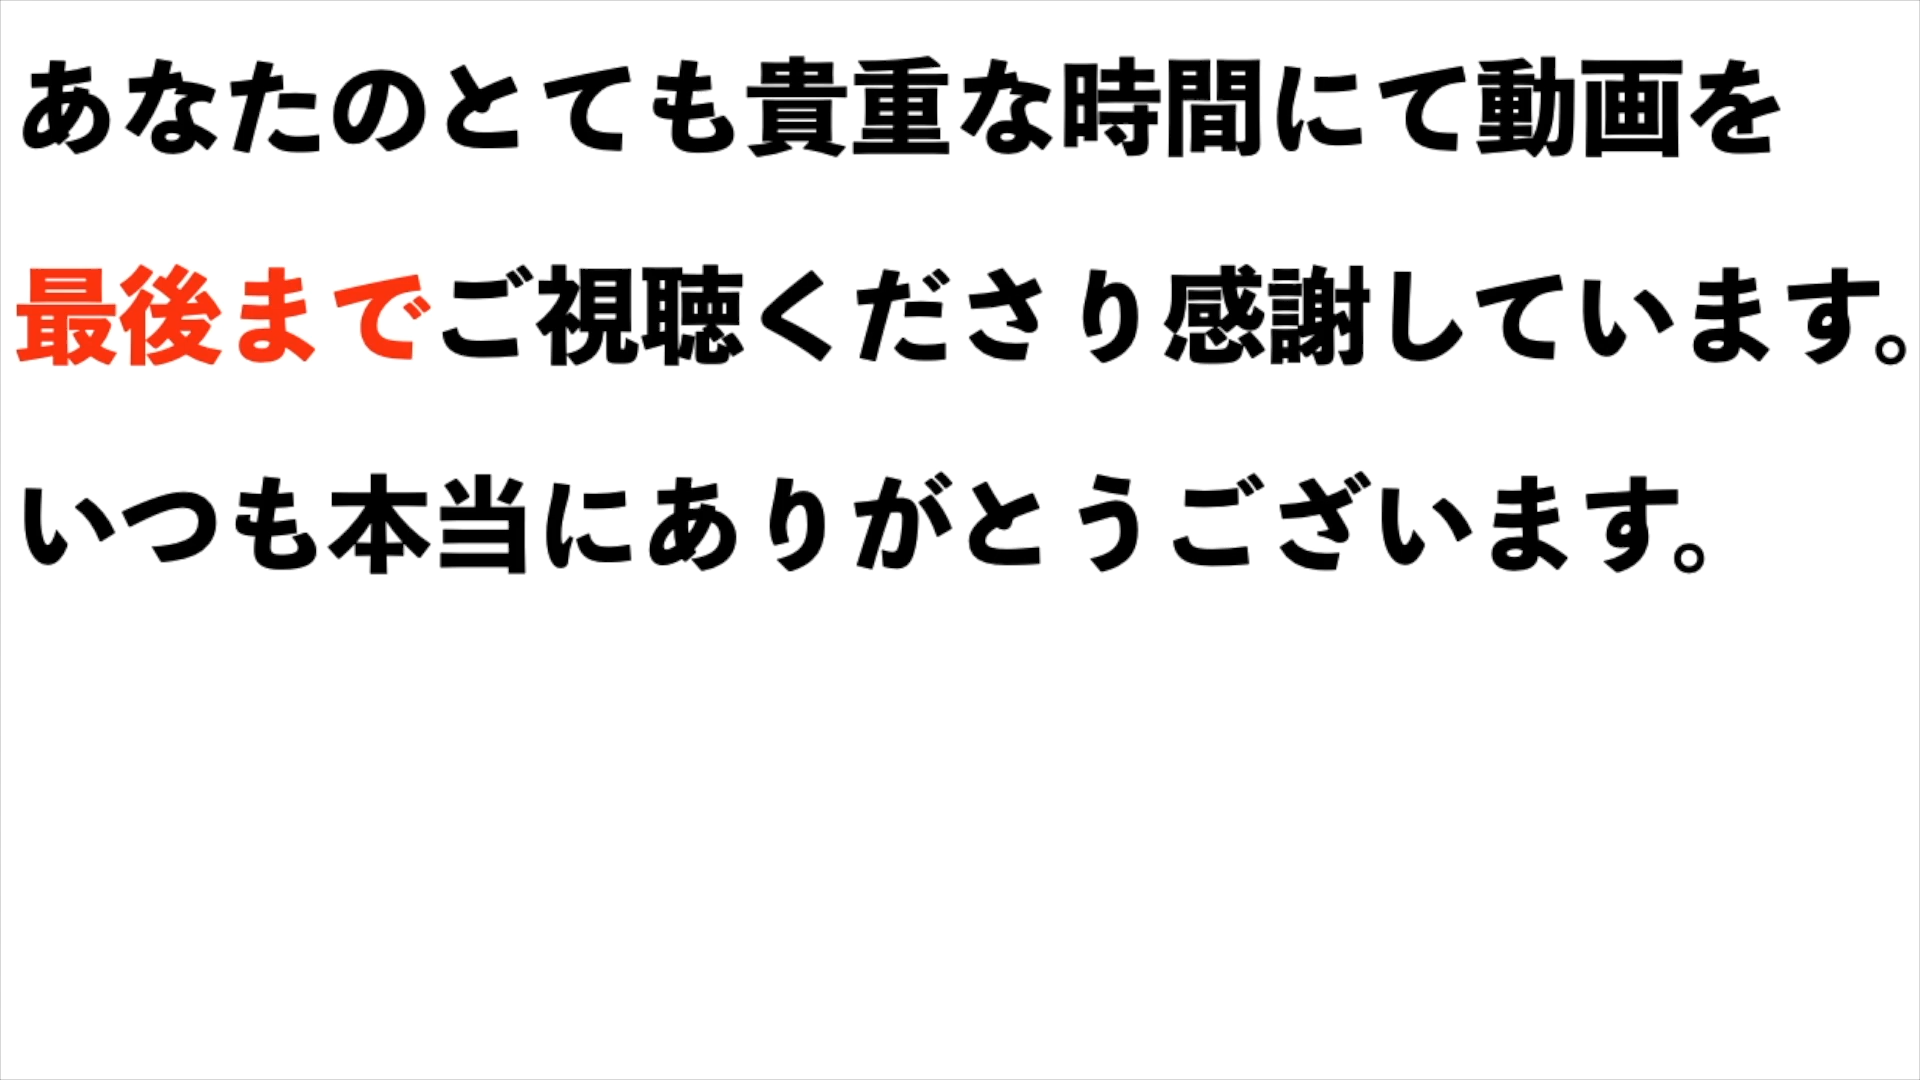 あなたのとても貴重な時間にて動画を
最後までご視聴くださり感謝しています。
いつも本当にありがとうございます。